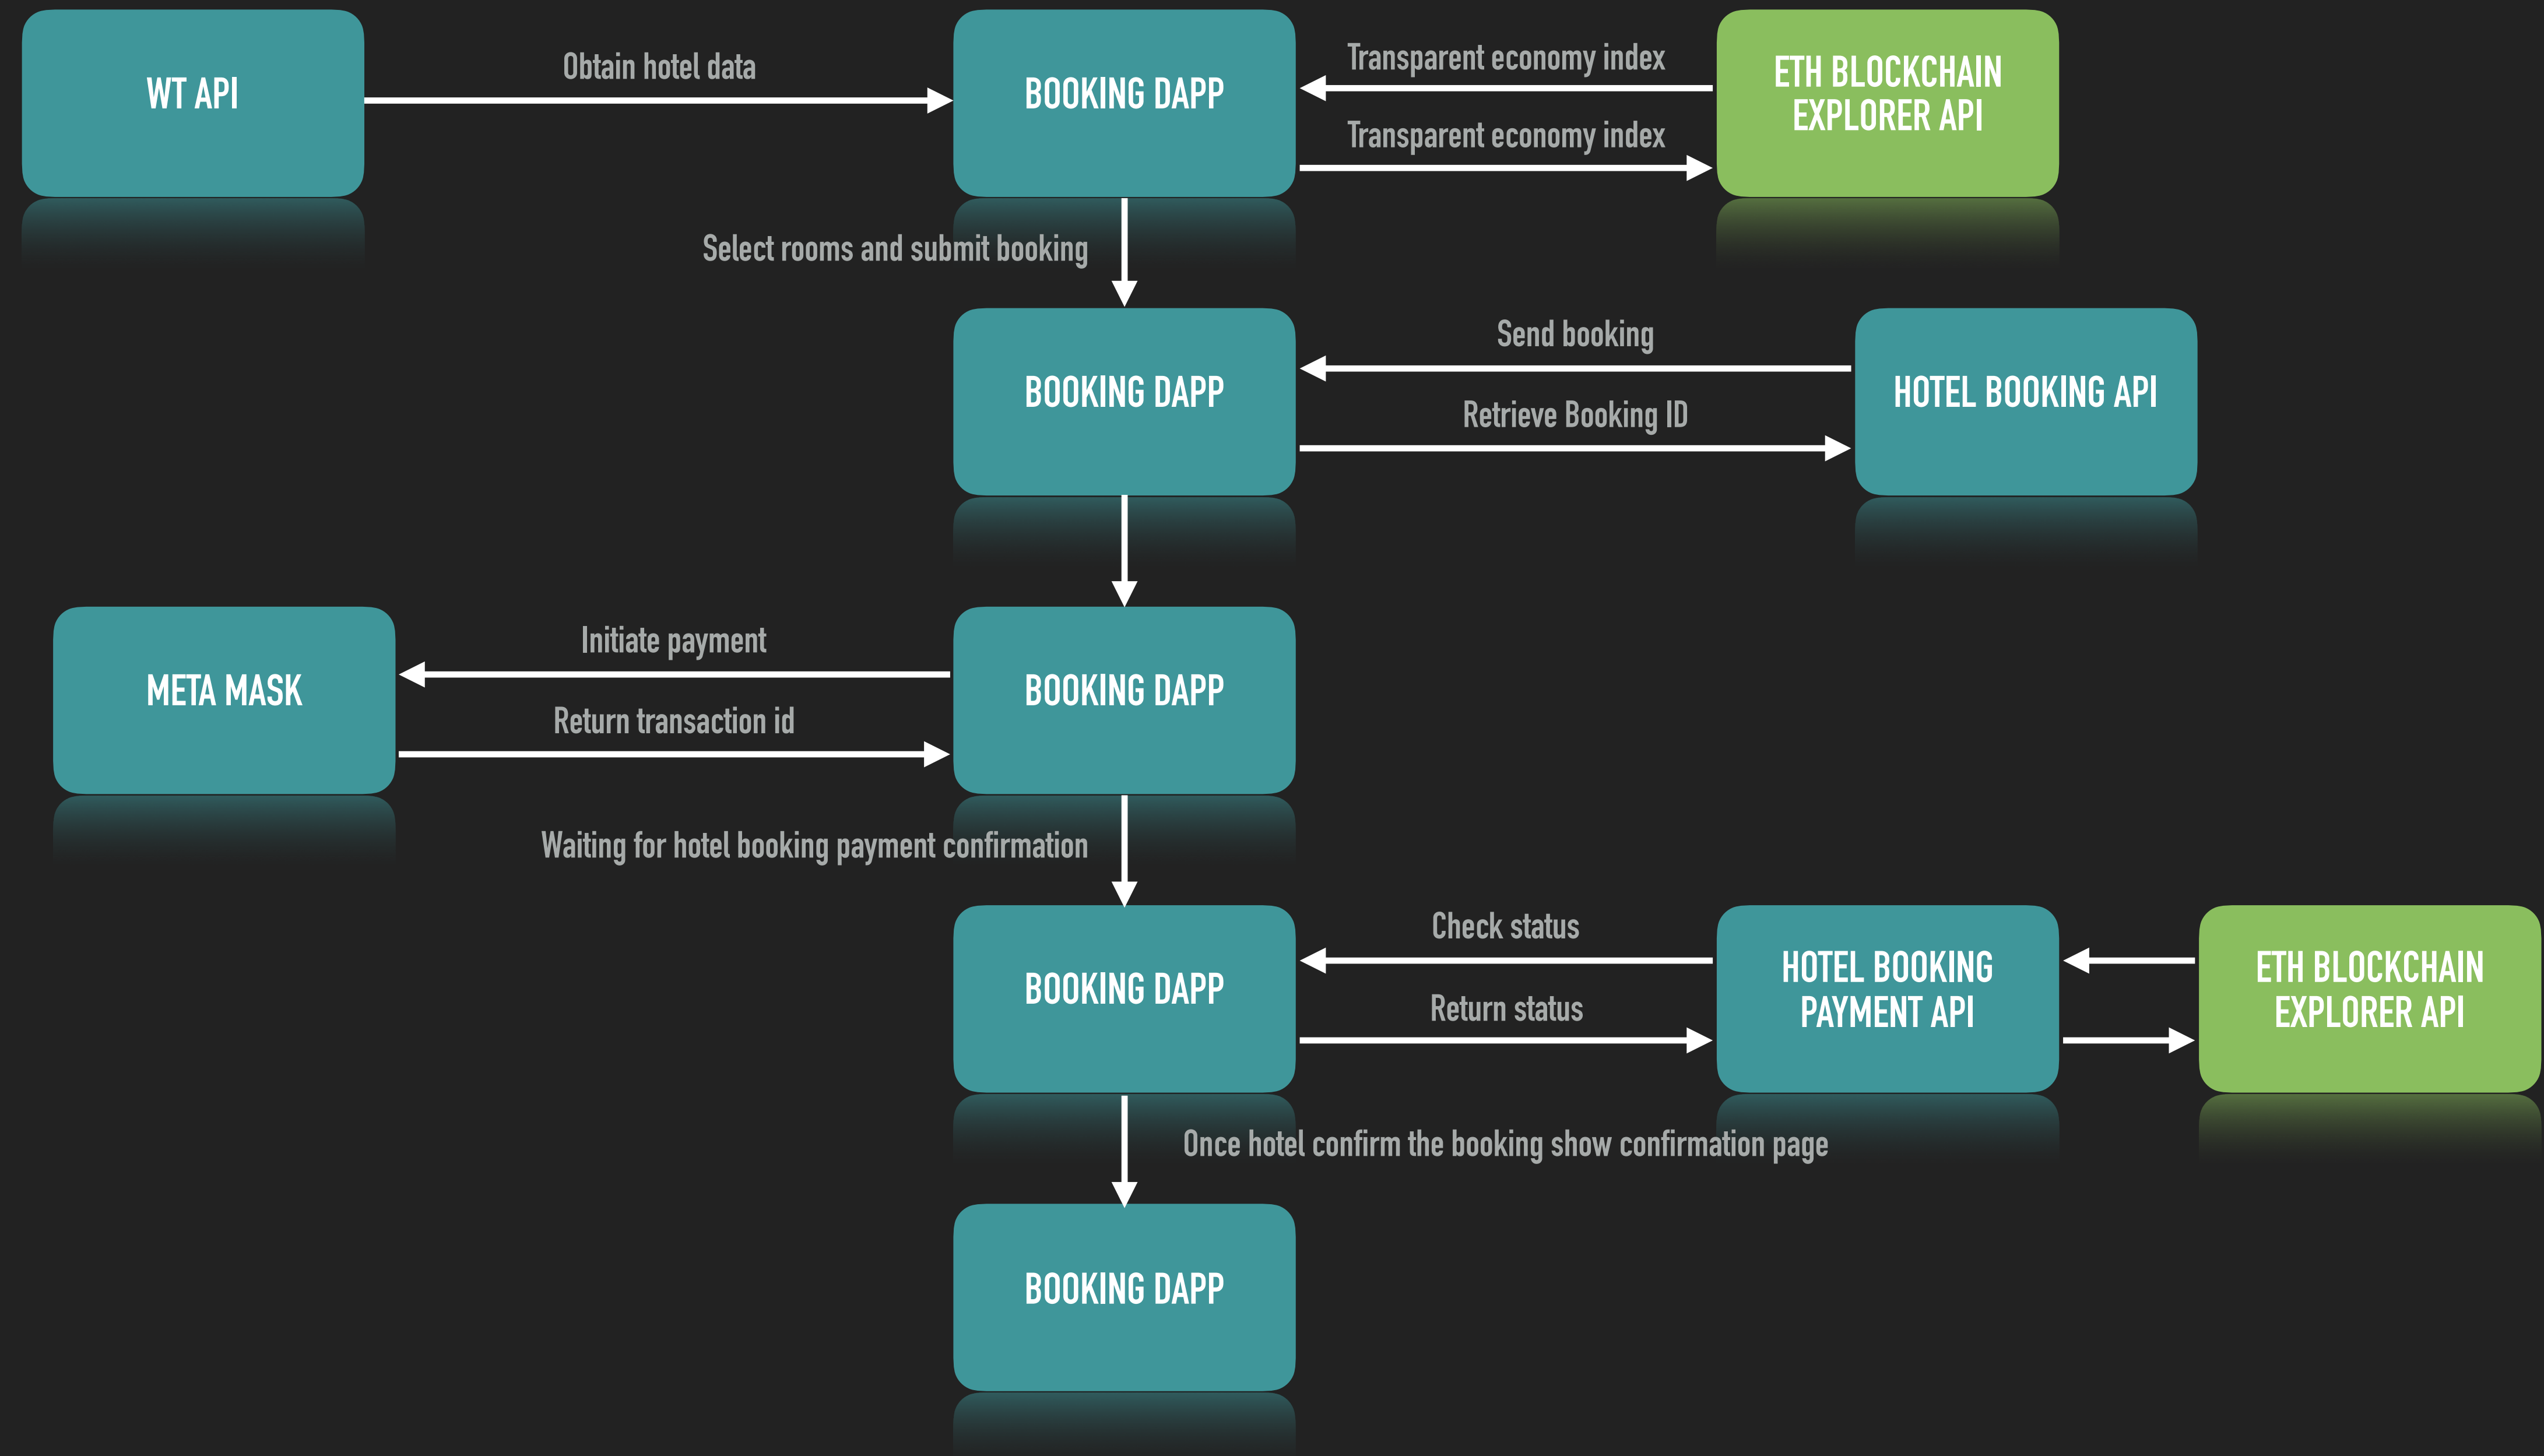 WT API
Obtain hotel data
BOOKING DAPP
Transparent economy index
Transparent economy index
ETH BLOCKCHAIN
EXPLORER API
Select rooms and submit booking
BOOKING DAPP
Send booking
Retrieve Booking ID
HOTEL BOOKING API
META MASK
Initiate payment
Return transaction id
BOOKING DAPP
Waiting for hotel booking payment confirmation
BOOKING DAPP
Check status
Return status
HOTEL BOOKING
PAYMENT API
ETH BLOCKCHAIN
EXPLORER API
Once hotel confirm the booking show confirmation page
BOOKING DAPP